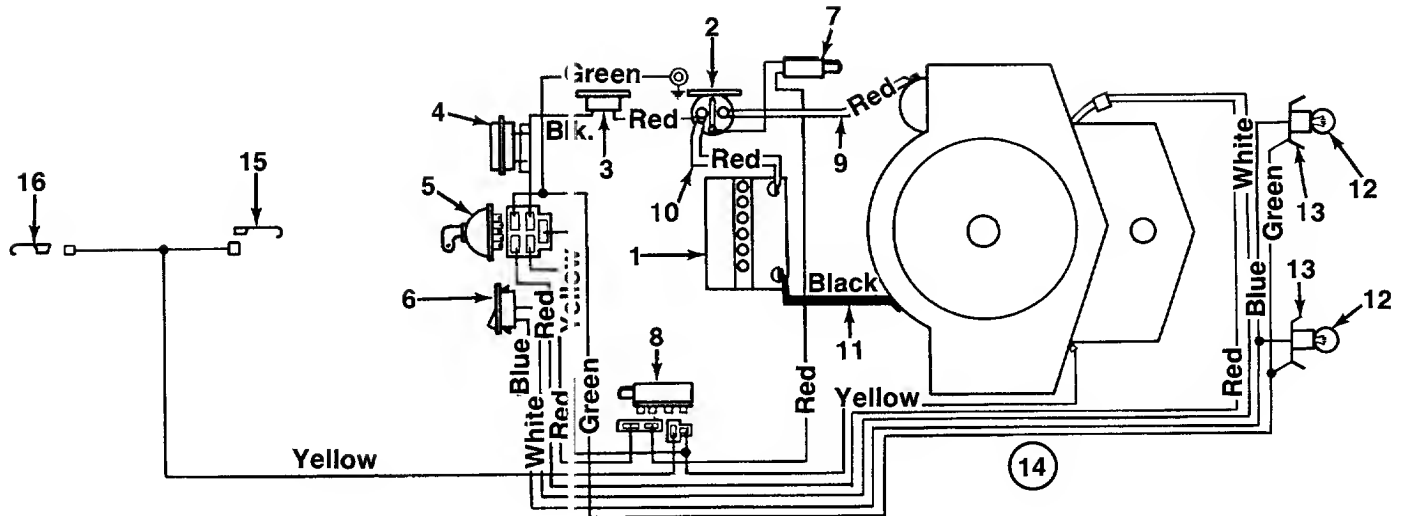 2
7
Green
4
Blk.
Red
Red
3
9
15
16
5
Red
10
White
12
13
Green
1
Black
11
Yellow
6
Red
Blue
13
12
8
Blue
White
Red
Green
Red
Yellow
Red
Yellow
14